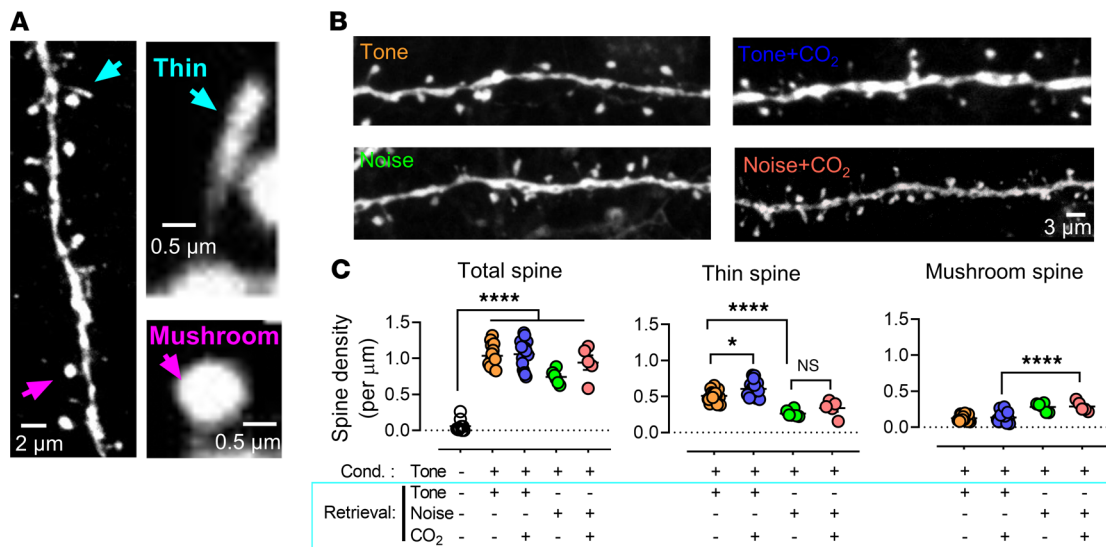 A
Thin
0.5 µm
Mushroom
0.5 µm
2 µm
B
Tone
Tone+CO2
Noise
Noise+CO2
3 µm
C
Total spine
Thin spine
Mushroom spine
Spine density
(per µm)
1.5
1.0
0.5
0.0
****
1.5
1.0
0.5
0.0
****
*
NS
1.5
1.0
0.5
0.0
****
Cond. : Tone - + + + + + + + + + + + +
Retrieval:
Tone - + + - - + + - - + + - -
Noise - - - + + - - + + - - + +
CO2 - - + - + - + - + - + - +